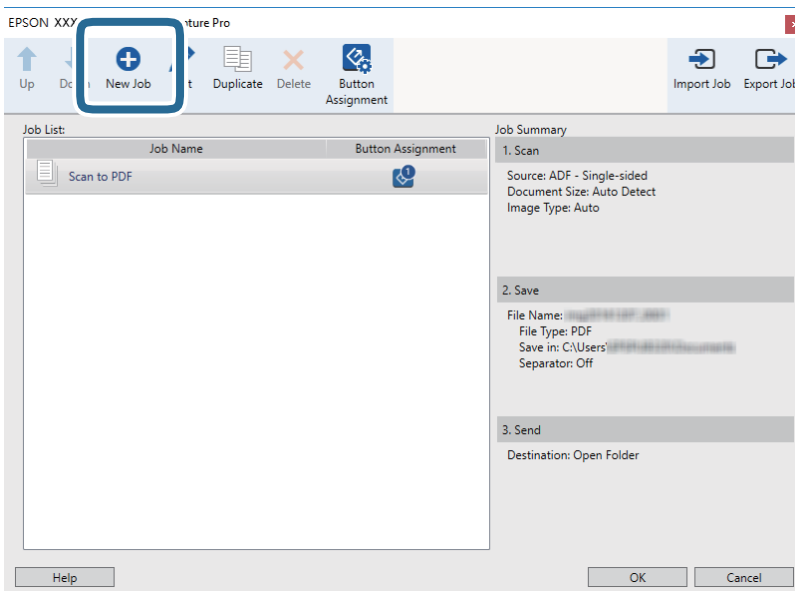 EPSON XXX ture Pro
Up
New Job
Duplicate
Delete
Button
Assignment
Import Job
Export Job
Job List:
Job Name
Button Assignment
Scan to PDF
1
Job Summary
1. Scan
Source: ADF - Single-sided
Document Size: Auto Detect
Image Type: Auto
2. Save
File Name:
File Type: PDF
Save in: C:\Users\
Separator: Off
3. Send
Destination: Open Folder
Help
OK
Cancel